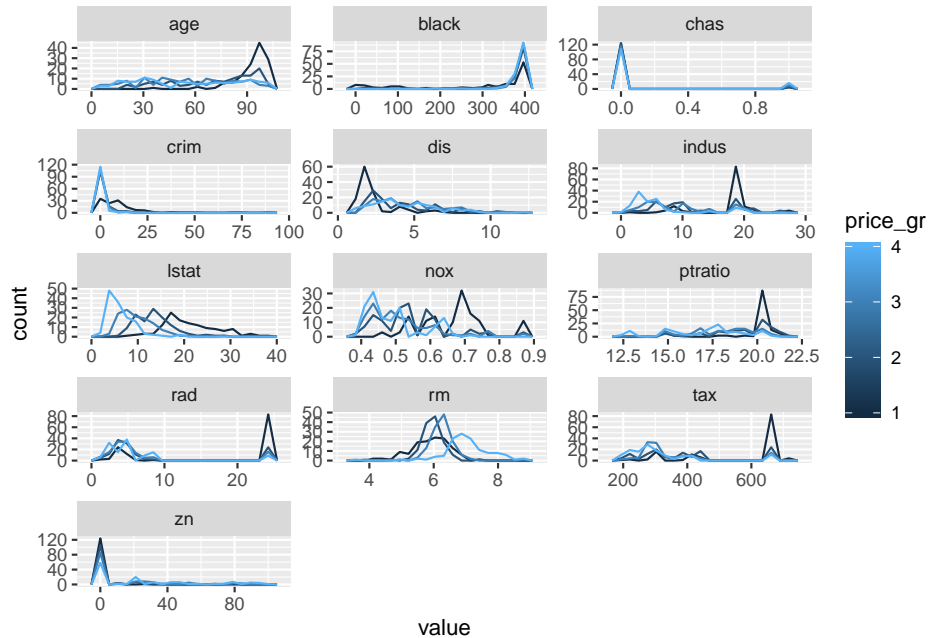 age black chas
40 30 20 10 0
75 50 25 0
120 80 40 0
0 30 60 90
0 100 200 300 400
0.0 0.4 0.8
crim dis indus
120 90 60 30 0
60 40 20 0
80 60 40 20 0
0 25 50 75 100
0 5 10
0 10 20 30
lstat nox ptratio
50 40 30 20 10 0
30 20 10 0
75 50 25 0
0 10 20 30 40
0.4 0.5 0.6 0.7 0.8 0.9
12.5 15.0 17.5 20.0 22.5
rad rm tax
80 60 40 20 0
50 40 30 20 10 0
80 60 40 20 0
0 10 20
4 6 8
200 400 600
zn
120 80 40 0
0 40 80
count
value
price_gr
4
3
2
1